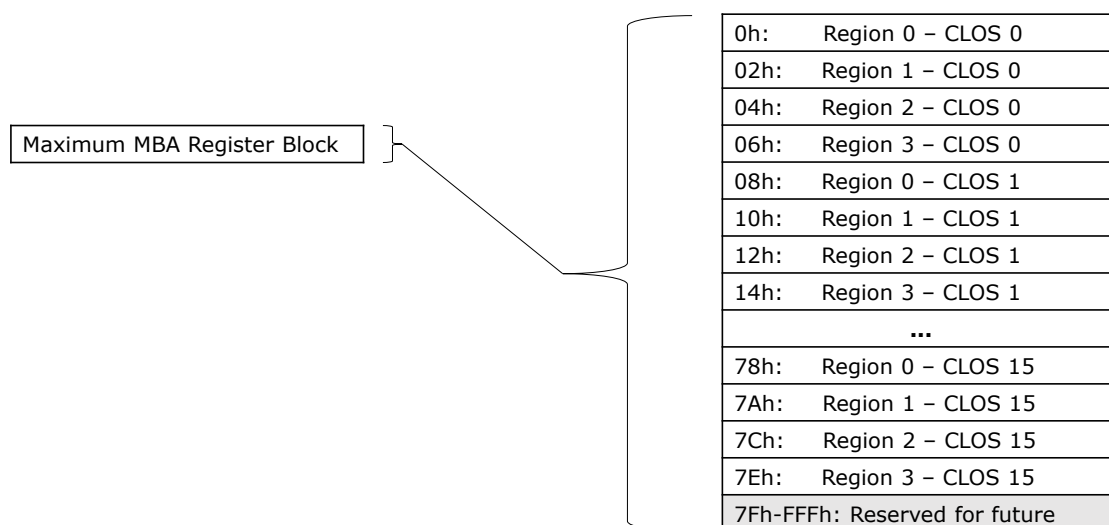 Maximum MBA Register Block
0h: Region 0 – CLOS 0
02h: Region 1 – CLOS 0
04h: Region 2 – CLOS 0
06h: Region 3 – CLOS 0
08h: Region 0 – CLOS 1
10h: Region 1 – CLOS 1
12h: Region 2 – CLOS 1
14h: Region 3 – CLOS 1
...
78h: Region 0 – CLOS 15
7Ah: Region 1 – CLOS 15
7Ch: Region 2 – CLOS 15
7Eh: Region 3 – CLOS 15
7Fh-FFFh: Reserved for future